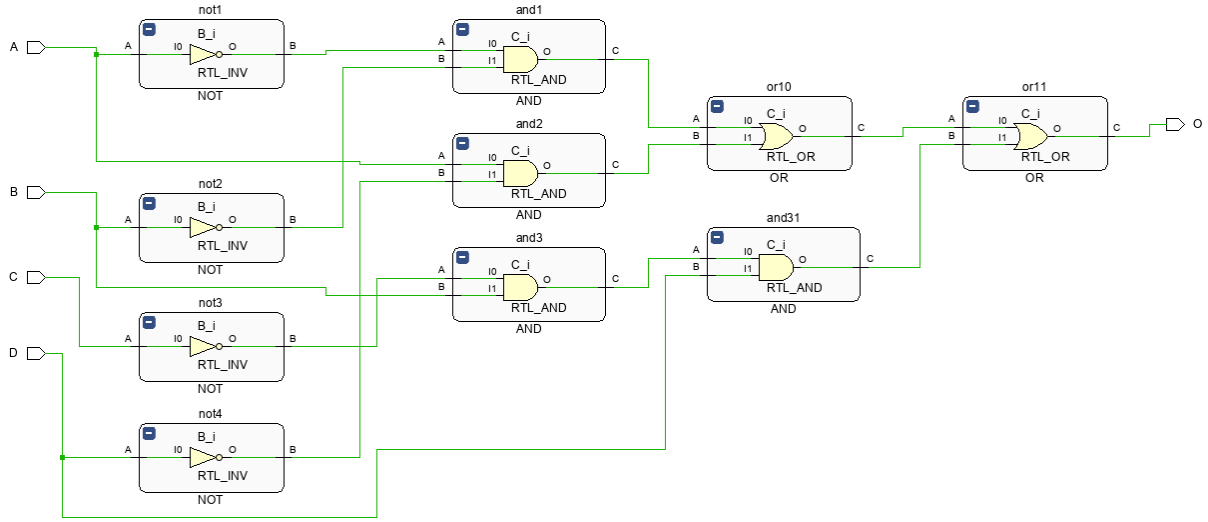 not1
and1
A
A
B_i
I0
O
B
RTL_INV
NOT
A
B
C_i
I0
I1
O
C
RTL_AND
AND
or10
A
B
C_i
I0
I1
O
C
RTL_OR
OR
or11
A
B
C_i
I0
I1
O
C
RTL_OR
OR
O
and2
A
B
C_i
I0
I1
O
C
RTL_AND
AND
B
not2
A
B_i
I0
O
B
RTL_INV
NOT
and31
A
B
C_i
I0
I1
O
C
RTL_AND
AND
and3
A
B
C_i
I0
I1
O
C
RTL_AND
AND
C
not3
A
B_i
I0
O
B
RTL_INV
NOT
D
not4
A
B_i
I0
O
B
RTL_INV
NOT